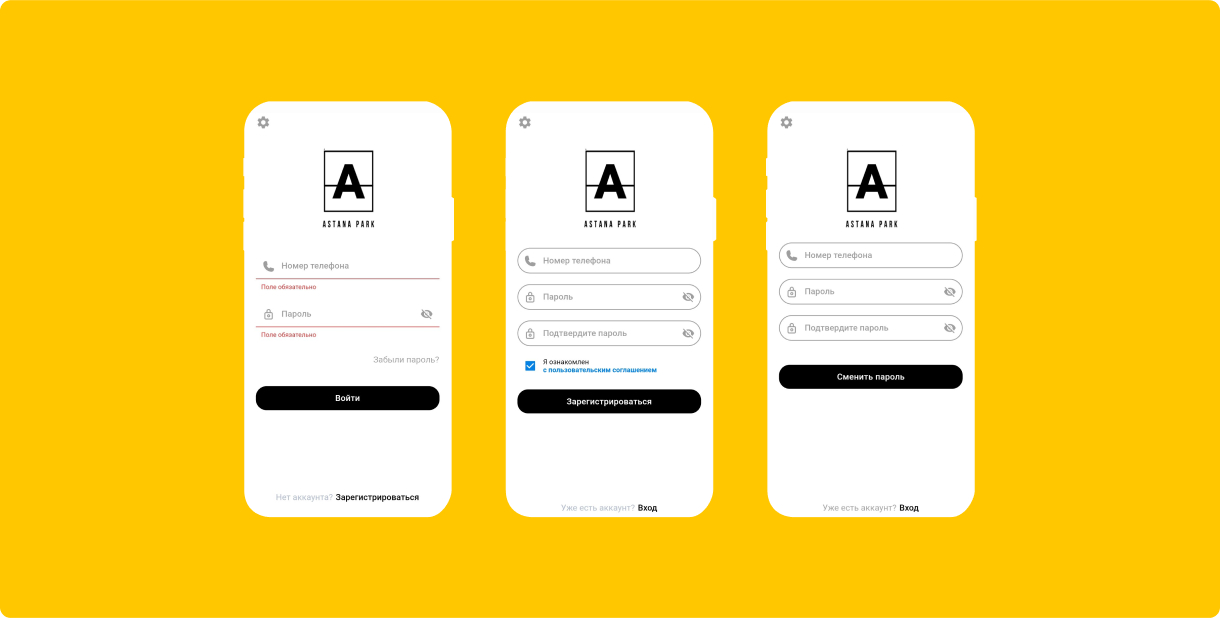 A
ASTANA PARK
Номер телефона
Поле обязательно
Пароль
Поле обязательно
Забыли пароль?
Войти
Нет аккаунта? Зарегистрироваться
A
ASTANA PARK
Номер телефона
Пароль
Подтвердите пароль
Я ознакомлен
с пользовательским соглашением
Зарегистрироваться
Уже есть аккаунт? Вход
A
ASTANA PARK
Номер телефона
Пароль
Подтвердите пароль
Сменить пароль
Уже есть аккаунт? Вход